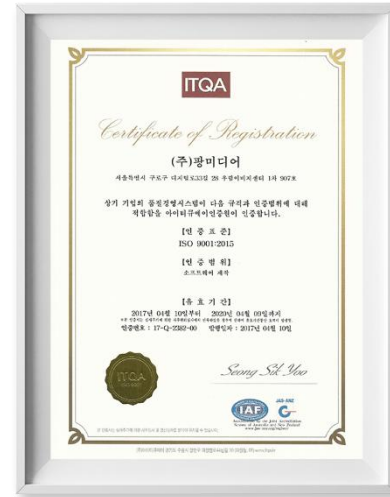 ITQA
Certificate of Registration
(주)팡미디어
서울특별시 구로구 디지털로33길 28 우림이비지센터 1차 907호
상기 기업의 품질경영시스템이 다음 규격과 인증범위에 대해
적합함을 아이티큐에이인증원이 인증합니다.
[인 증 표 준]
ISO 9001:2015
[인 증 범 위]
소프트웨어 제작
[유 효 기 간]
2017년 04월 10일부터 2020년 04월 09일까지
인증번호 : 17-Q-2382-00 발행일자 : 2017년 04월 10일
Seong Sik Yoo
ITQA
IAF
JAS-ANZ